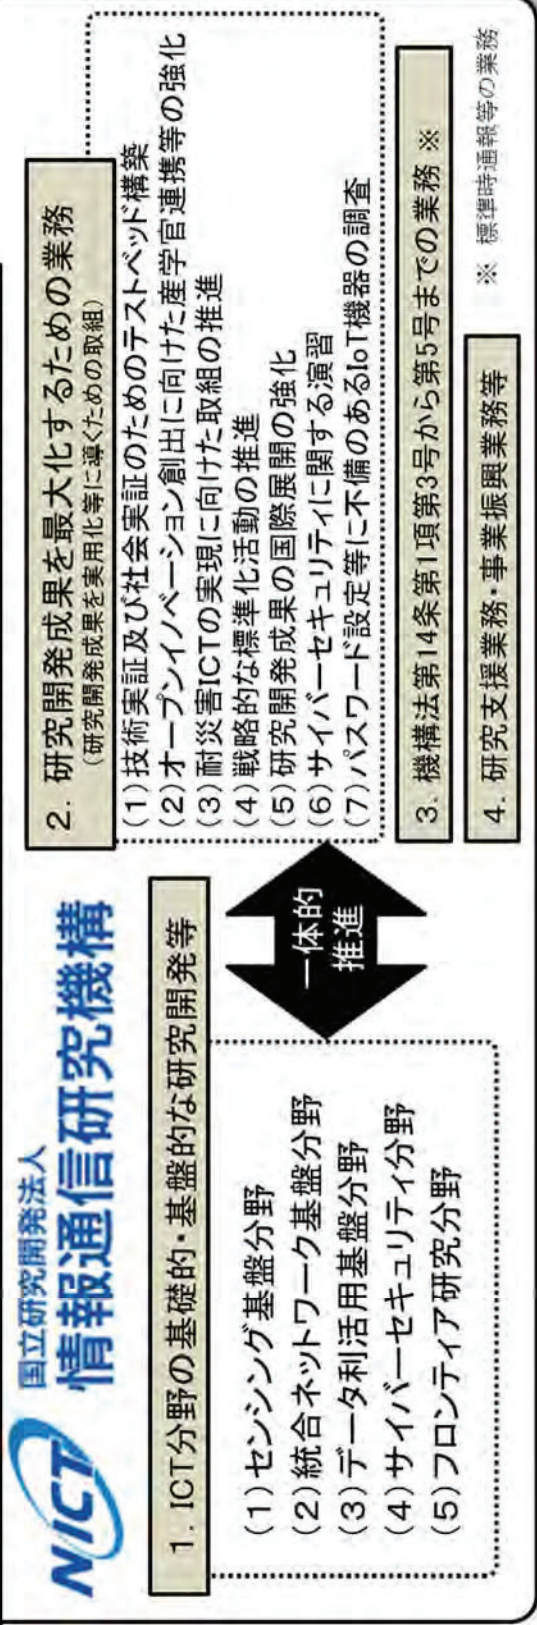 NICT
国立研究開発法人
情報通信研究機構
1. ICT分野の基礎的・基盤的な研究開発等
(1)センシング基盤分野
(2)統合ネットワーク基盤分野
(3)データ利活用基盤分野
(4)サイバーセキュリティ分野
(5)フロンティア研究分野
一体的
推進
2. 研究開発成果を最大化するための業務
(研究開発成果を実用化等に導くための取組)
(1)技術実証及び社会実証のためのテストベッド構築
(2)オープンイノベーション創出に向けた産学官連携等の強化
(3)耐災害ICTの実現に向けた取組の推進
(4)戦略的な標準化活動の推進
(5)研究開発成果の国際展開の強化
(6)サイバーセキュリティに関する演習
(7)パスワード設定等に不備のあるIoT機器の調査
3. 機構法第14条第1項第3号から第5号までの業務 ※
4. 研究支援業務・事業振興業務等
※ 標準時通報等の業務